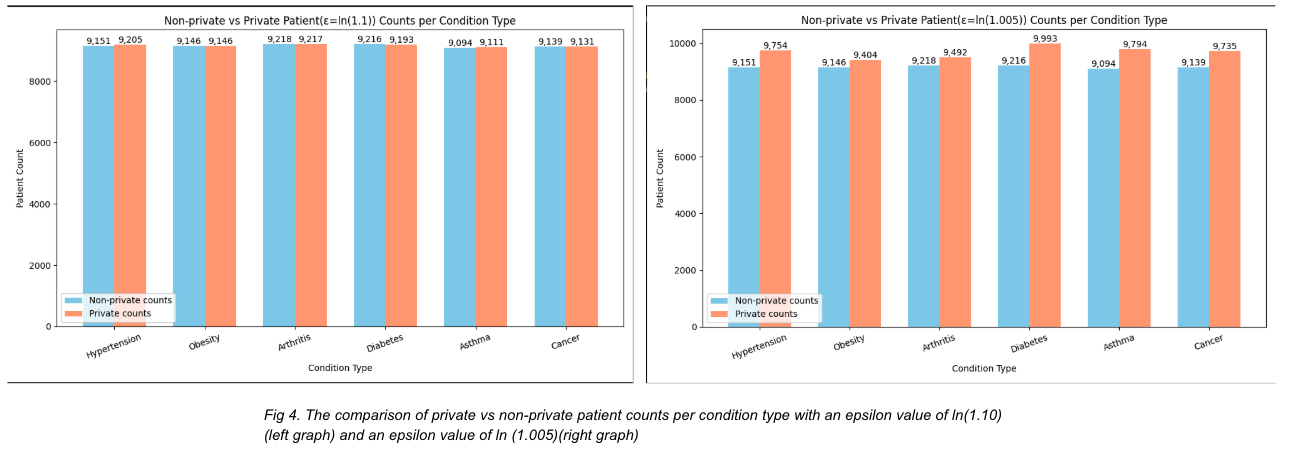 Non-private vs Private Patient(ε=ln(1.1)) Counts per Condition Type
9,151 9,205 9,146 9,146 9,218 9,217 9,216 9,193 9,094 9,111 9,139 9,131
8000
6000
4000
2000
0
Patient Count
Non-private counts
Private counts
Hypertension Obesity Arthritis Diabetes Asthma Cancer
Condition Type
Non-private vs Private Patient(ε=ln(1.005)) Counts per Condition Type
9,151 9,754 9,146 9,404 9,218 9,492 9,216 9,993 9,094 9,794 9,139 9,735
10000
8000
6000
4000
2000
0
Patient Count
Non-private counts
Private counts
Hypertension Obesity Arthritis Diabetes Asthma Cancer
Condition Type
Fig 4. The comparison of private vs non-private patient counts per condition type with an epsilon value of ln(1.10)
(left graph) and an epsilon value of ln (1.005)(right graph)